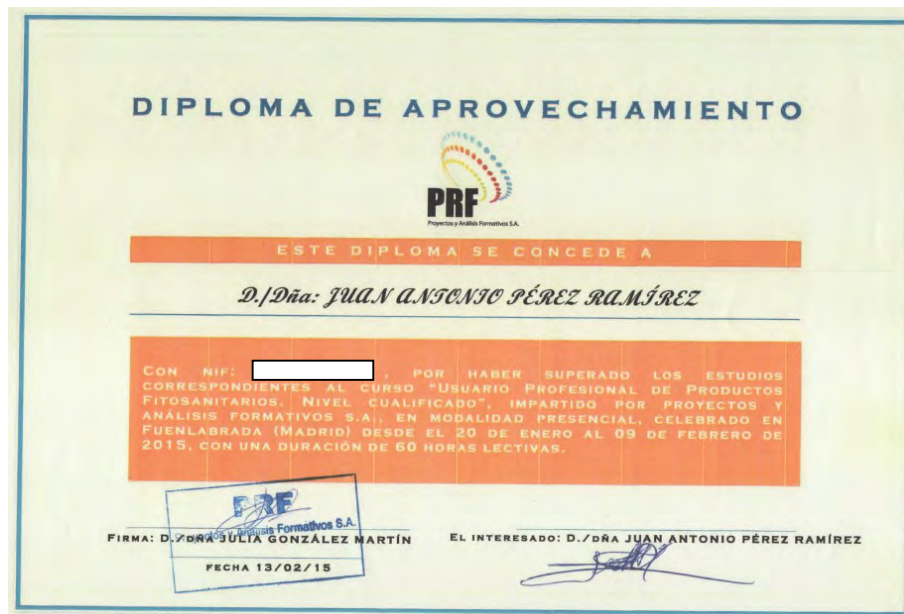 DIPLOMA DE APROVECHAMIENTO
PRF
Proyectos y Análisis Formativos S.A.
ESTE DIPLOMA SE CONCEDE A
D./Dña: JUAN ANTONIO PÉREZ RAMÍREZ
CON NIF: , POR HABER SUPERADO LOS ESTUDIOS
CORRESPONDIENTES AL CURSO "USUARIO PROFESIONAL DE PRODUCTOS
FITOSANITARIOS. NIVEL CUALIFICADO", IMPARTIDO POR PROYECTOS Y
ANÁLISIS FORMATIVOS S.A., EN MODALIDAD PRESENCIAL, CELEBRADO EN
FUENLABRADA (MADRID) DESDE EL 20 DE ENERO AL 09 DE FEBRERO DE
2015, CON UNA DURACIÓN DE 60 HORAS LECTIVAS.
PRF
Proyectos y Análisis Formativos S.A.
FIRMA: D./DÑA JULIA GONZÁLEZ MARTÍN
EL INTERESADO: D./DÑA JUAN ANTONIO PÉREZ RAMÍREZ
FECHA 13/02/15